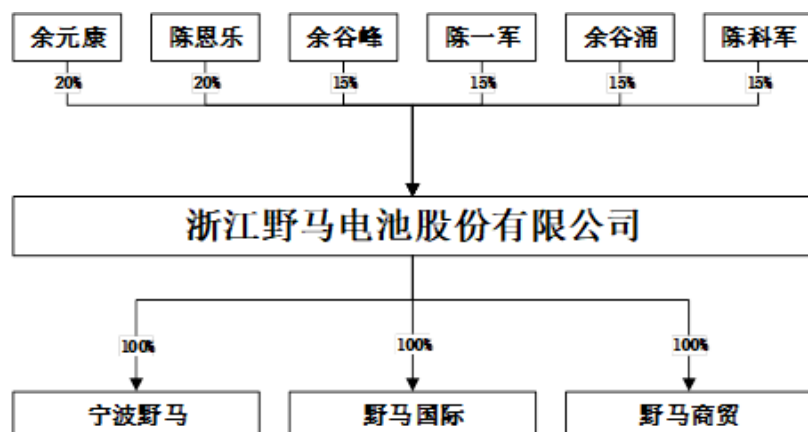 余元康 陈恩乐 余谷峰 陈一军 余谷涌 陈科军
20% 20% 15% 15% 15% 15%
浙江野马电池股份有限公司
100% 100% 100%
宁波野马 野马国际 野马商贸